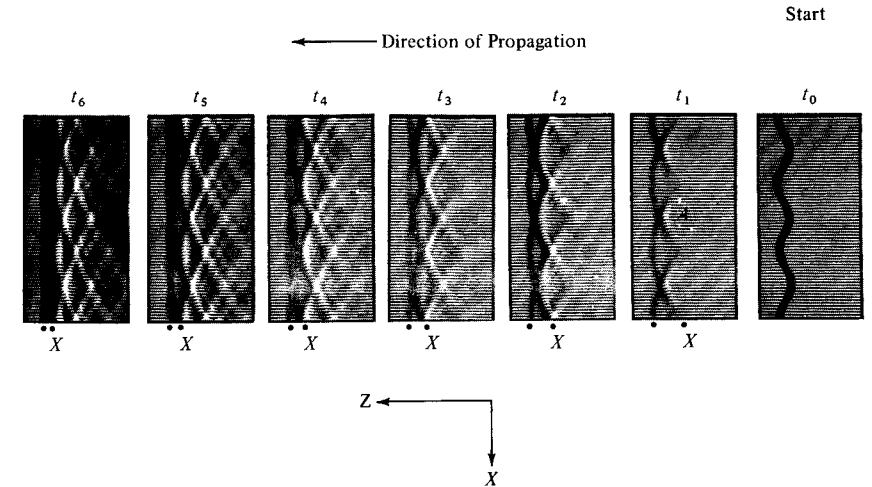 Start
Direction of Propagation
t6 t5 t4 t3 t2 t1 t0
X X X X X X
Z
X